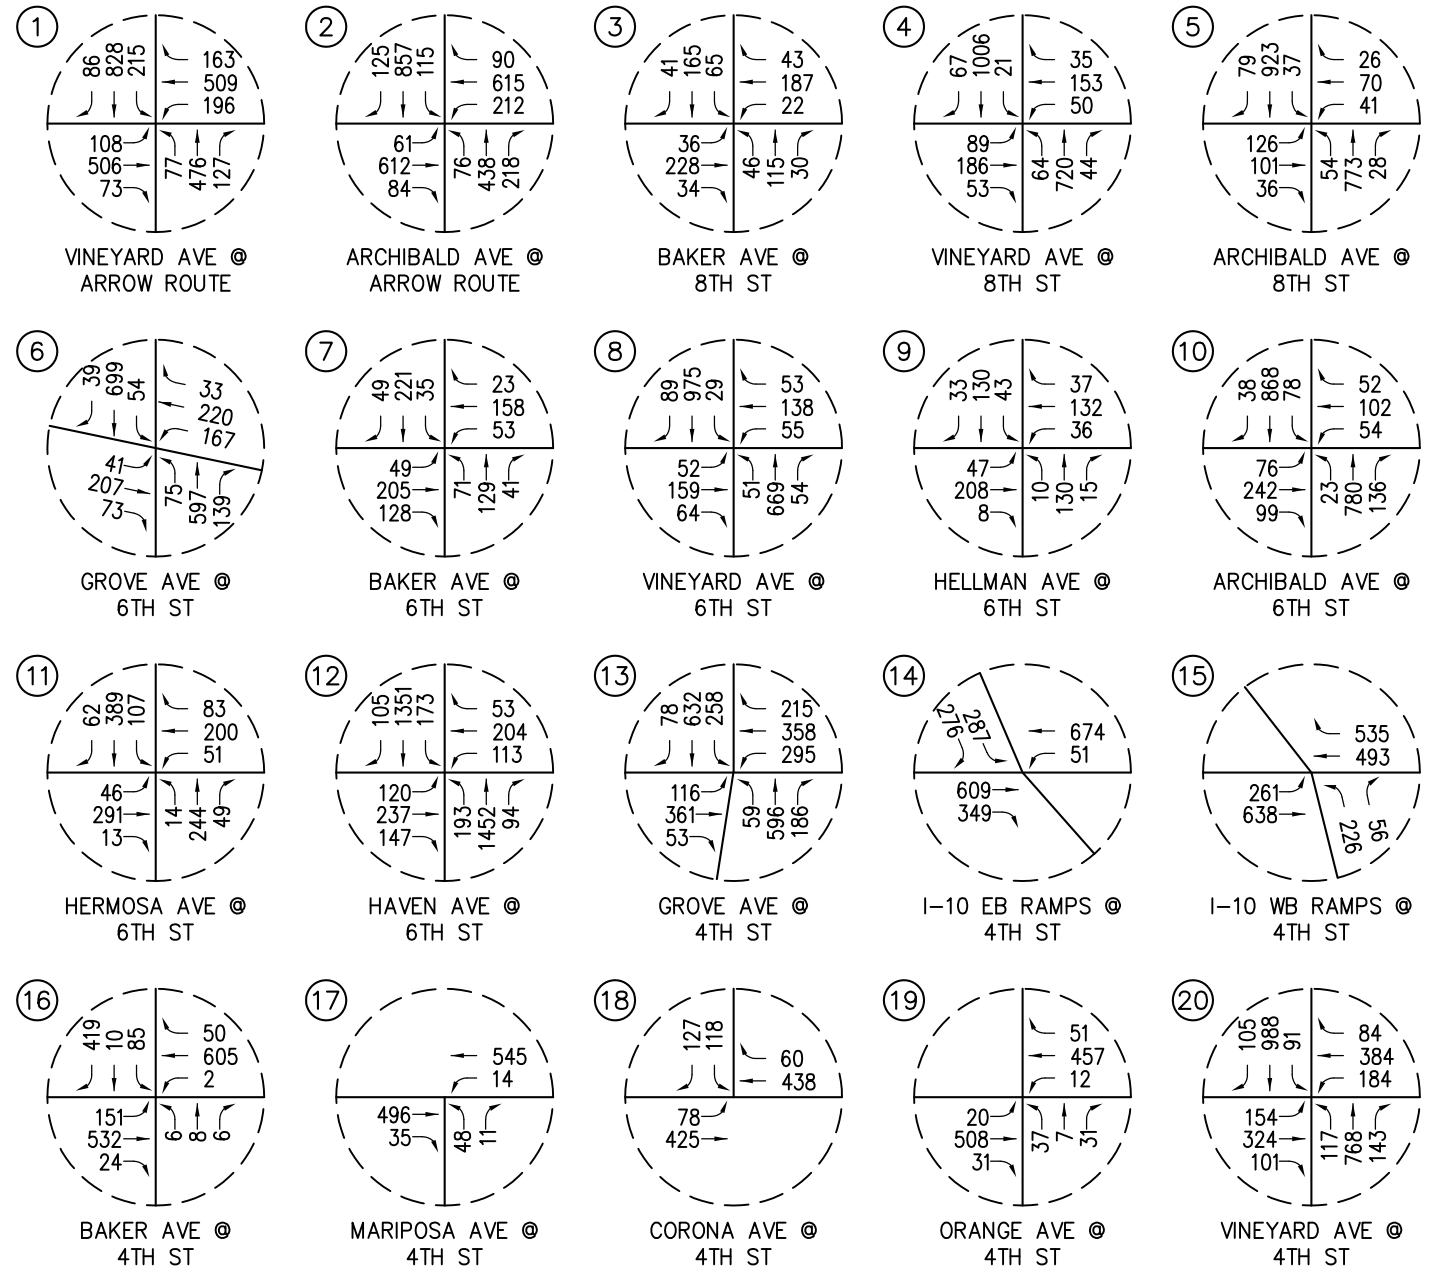 1
86 828 215
163
509
196
108
506
73
77 476 127
VINEYARD AVE @
ARROW ROUTE
2
125 857 115
90
615
212
61
612
84
76 438 218
ARCHIBALD AVE @
ARROW ROUTE
3
41 165 65
43
187
22
36
228
34
46 115 30
BAKER AVE @
8TH ST
4
67 1006 21
35
153
50
89
186
53
64 720 44
VINEYARD AVE @
8TH ST
5
79 923 37
26
70
41
126
101
36
54 773 28
ARCHIBALD AVE @
8TH ST
6
39 699 54
33
220
167
41
207
73
75 597 139
GROVE AVE @
6TH ST
7
49 221 35
23
158
53
49
205
128
71 129 41
BAKER AVE @
6TH ST
8
89 975 29
53
138
55
52
159
64
51 669 54
VINEYARD AVE @
6TH ST
9
33 130 43
37
132
36
47
208
8
10 130 15
HELLMAN AVE @
6TH ST
10
38 868 78
52
102
54
76
242
99
23 780 136
ARCHIBALD AVE @
6TH ST
11
62 389 107
83
200
51
46
291
13
14 244 49
HERMOSA AVE @
6TH ST
12
105 1351 173
53
204
113
120
237
147
193 1452 94
HAVEN AVE @
6TH ST
13
78 632 258
215
358
295
116
361
53
59 596 186
GROVE AVE @
4TH ST
14
276 287
674
51
609
349
I-10 EB RAMPS @
4TH ST
15
535
493
261
638
226 56
I-10 WB RAMPS @
4TH ST
16
419 10 85
50
605
2
151
532
24
6 8 6
BAKER AVE @
4TH ST
17
545
14
496
35
48 11
MARIPOSA AVE @
4TH ST
18
127 118
60
438
78
425
CORONA AVE @
4TH ST
19
51
457
12
20
508
31
37 7 31
ORANGE AVE @
4TH ST
20
105 988 91
84
384
184
154
324
101
117 768 143
VINEYARD AVE @
4TH ST